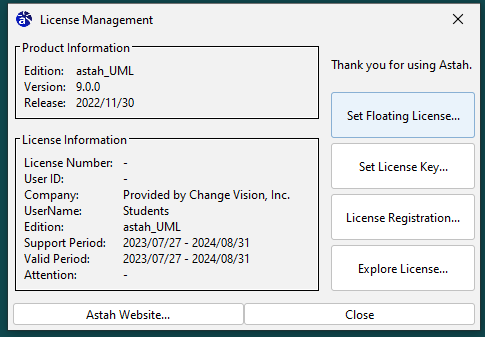 License Management
Product Information
Edition: astah_UML
Version: 9.0.0
Release: 2022/11/30
License Information
License Number: -
User ID: -
Company: Provided by Change Vision, Inc.
UserName: Students
Edition: astah_UML
Support Period: 2023/07/27 - 2024/08/31
Valid Period: 2023/07/27 - 2024/08/31
Attention: -
Thank you for using Astah.
Set Floating License...
Set License Key...
License Registration...
Explore License...
Astah Website...
Close